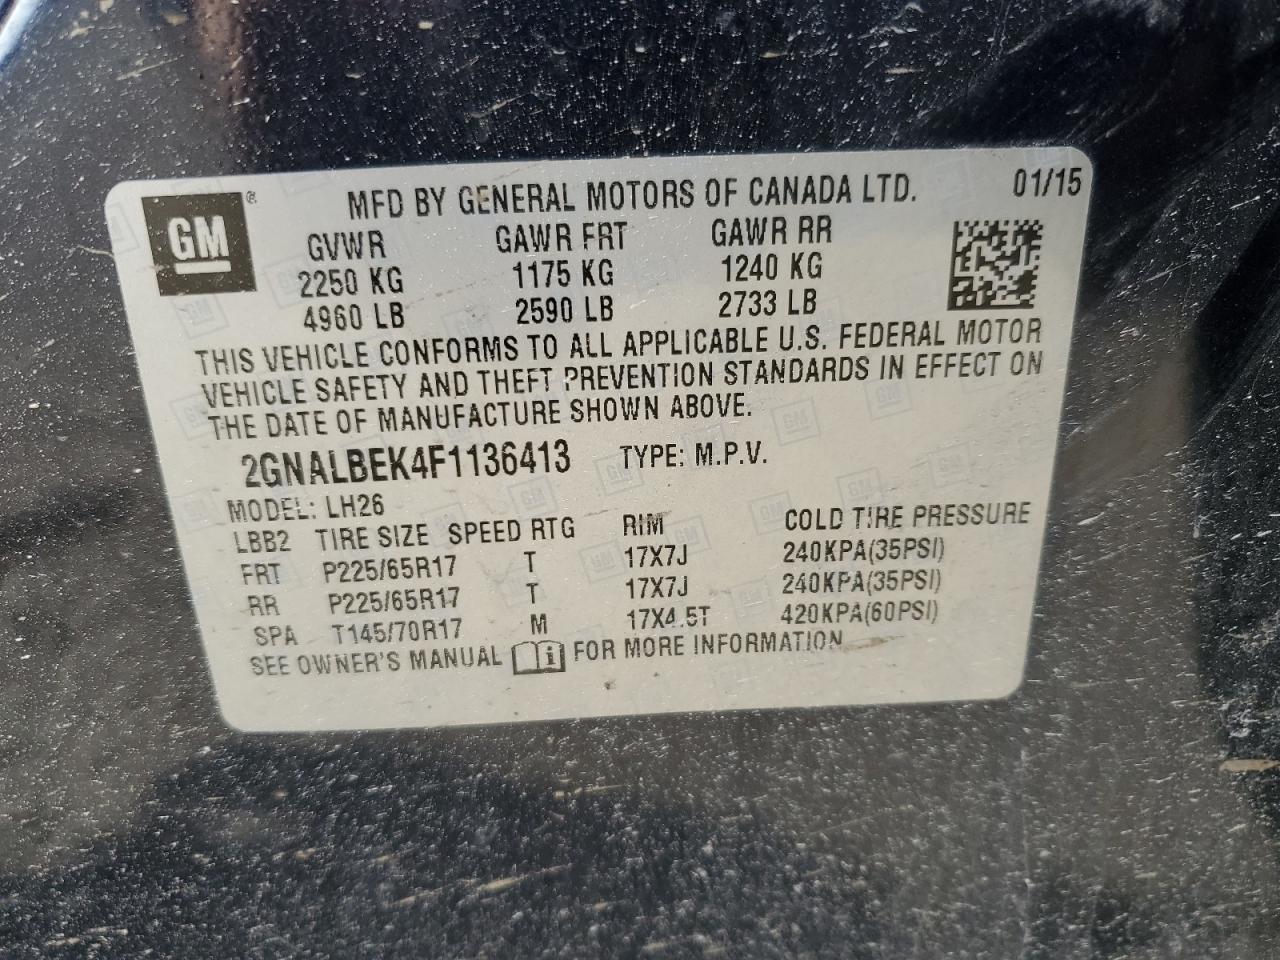 GM ® MFD BY GENERAL MOTORS OF CANADA LTD. 01/15
GVWR GAWR FRT GAWR RR
2250 KG 1175 KG 1240 KG
4960 LB 2590 LB 2733 LB
THIS VEHICLE CONFORMS TO ALL APPLICABLE U.S. FEDERAL MOTOR
VEHICLE SAFETY AND THEFT PREVENTION STANDARDS IN EFFECT ON
THE DATE OF MANUFACTURE SHOWN ABOVE.
2GNALBEK4F1136413 TYPE: M.P.V.
MODEL: LH26
LBB2 TIRE SIZE SPEED RTG RIM COLD TIRE PRESSURE
FRT P225/65R17 T 17X7J 240KPA(35PSI)
RR P225/65R17 T 17X7J 240KPA(35PSI)
SPA T145/70R17 M 17X4.5T 420KPA(60PSI)
SEE OWNER'S MANUAL i FOR MORE INFORMATION